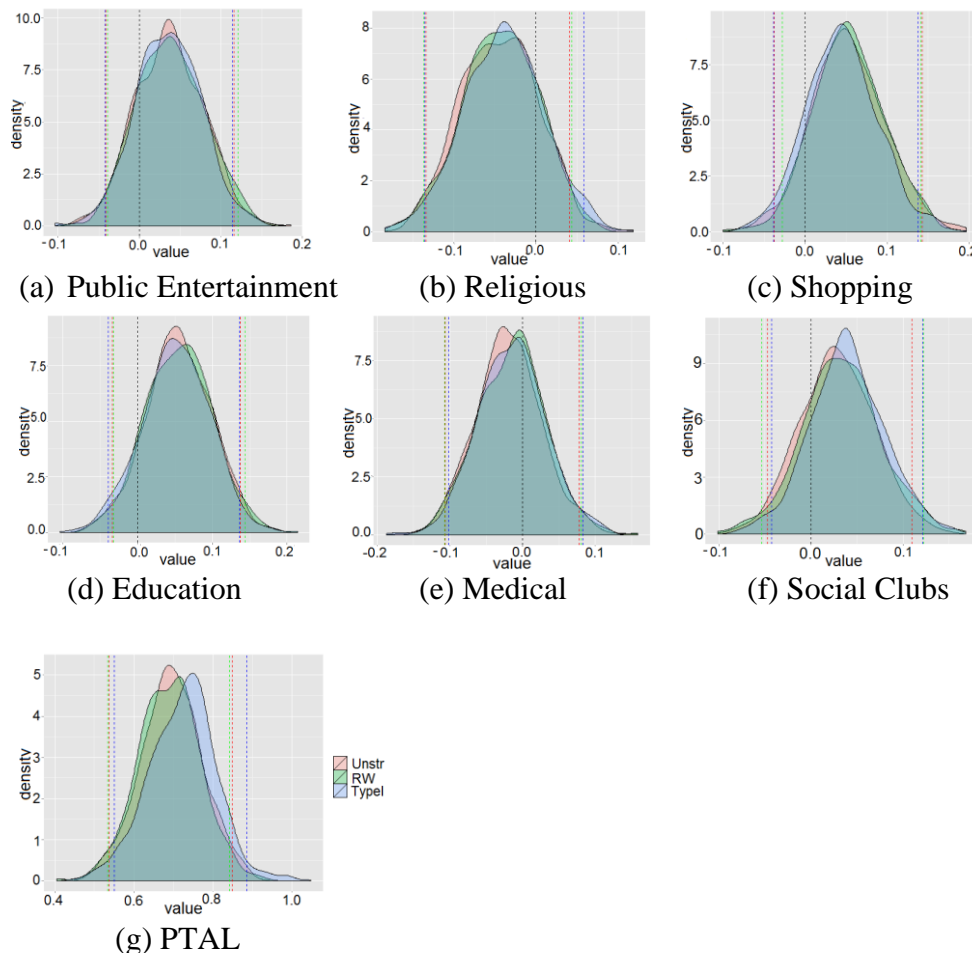 10.0
7.5
5.0
2.5
0.0
density
-0.1
0.0
0.1
0.2
value
(a) Public Entertainment
8
6
4
2
0
density
-0.1
0.0
0.1
value
(b) Religious
7.5
5.0
2.5
0.0
density
-0.1
0.0
0.1
0.2
value
(c) Shopping
7.5
5.0
2.5
0.0
density
-0.1
0.0
0.1
0.2
value
(d) Education
7.5
5.0
2.5
0.0
density
-0.2
-0.1
0.0
0.1
value
(e) Medical
9
6
3
0
density
-0.1
0.0
0.1
value
(f) Social Clubs
5
4
3
2
1
0
density
0.4
0.6
0.8
1.0
value
Unstr
RW
TypeI
(g) PTAL